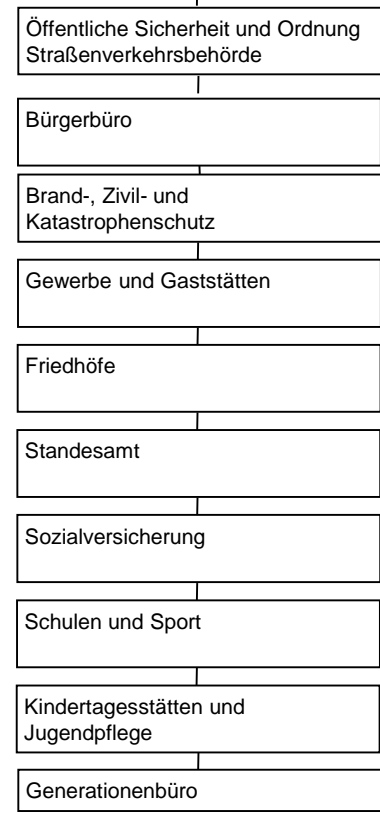 Öffentliche Sicherheit und Ordnung
Straßenverkehrsbehörde
Bürgerbüro
Brand-, Zivil- und
Katastrophenschutz
Gewerbe und Gaststätten
Friedhöfe
Standesamt
Sozialversicherung
Schulen und Sport
Kindertagesstätten und
Jugendpflege
Generationenbüro